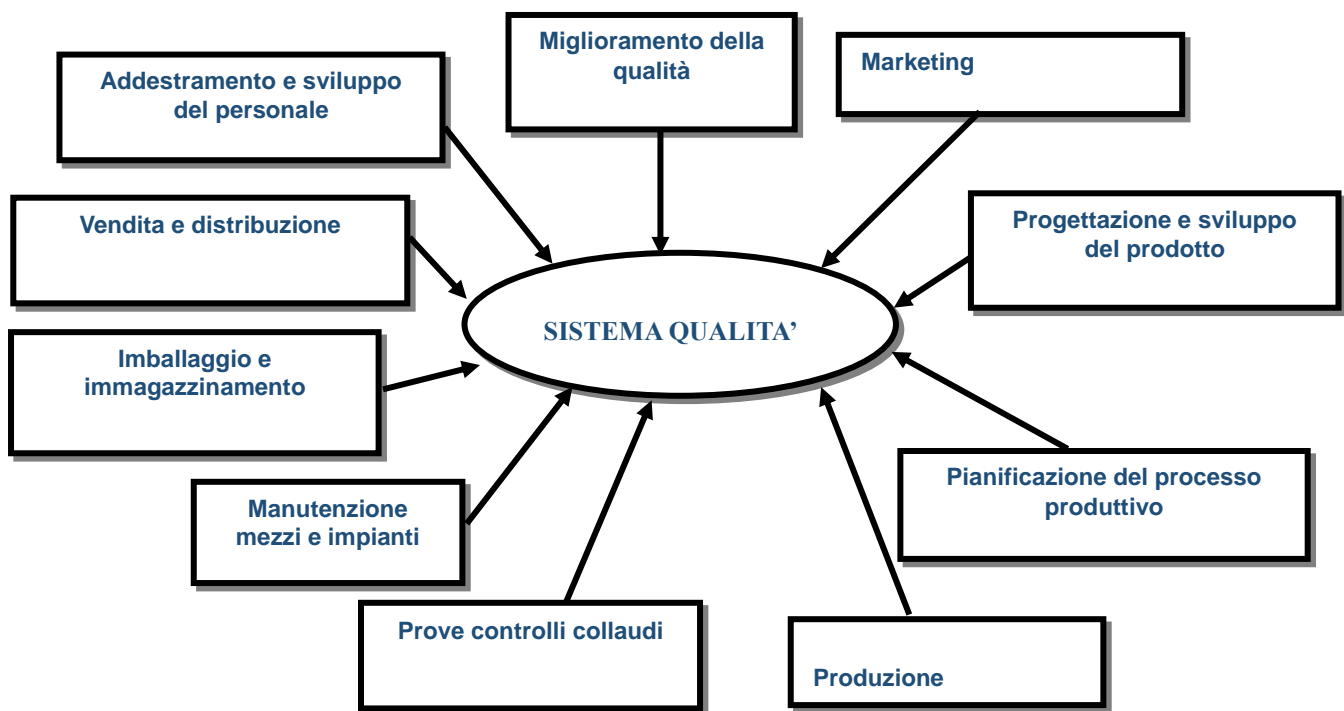 Miglioramento della
qualità
Marketing
Addestramento e sviluppo
del personale
Vendita e distribuzione
Progettazione e sviluppo
del prodotto
SISTEMA QUALITA’
Imballaggio e
immagazzinamento
Pianificazione del processo
produttivo
Manutenzione
mezzi e impianti
Prove controlli collaudi
Produzione